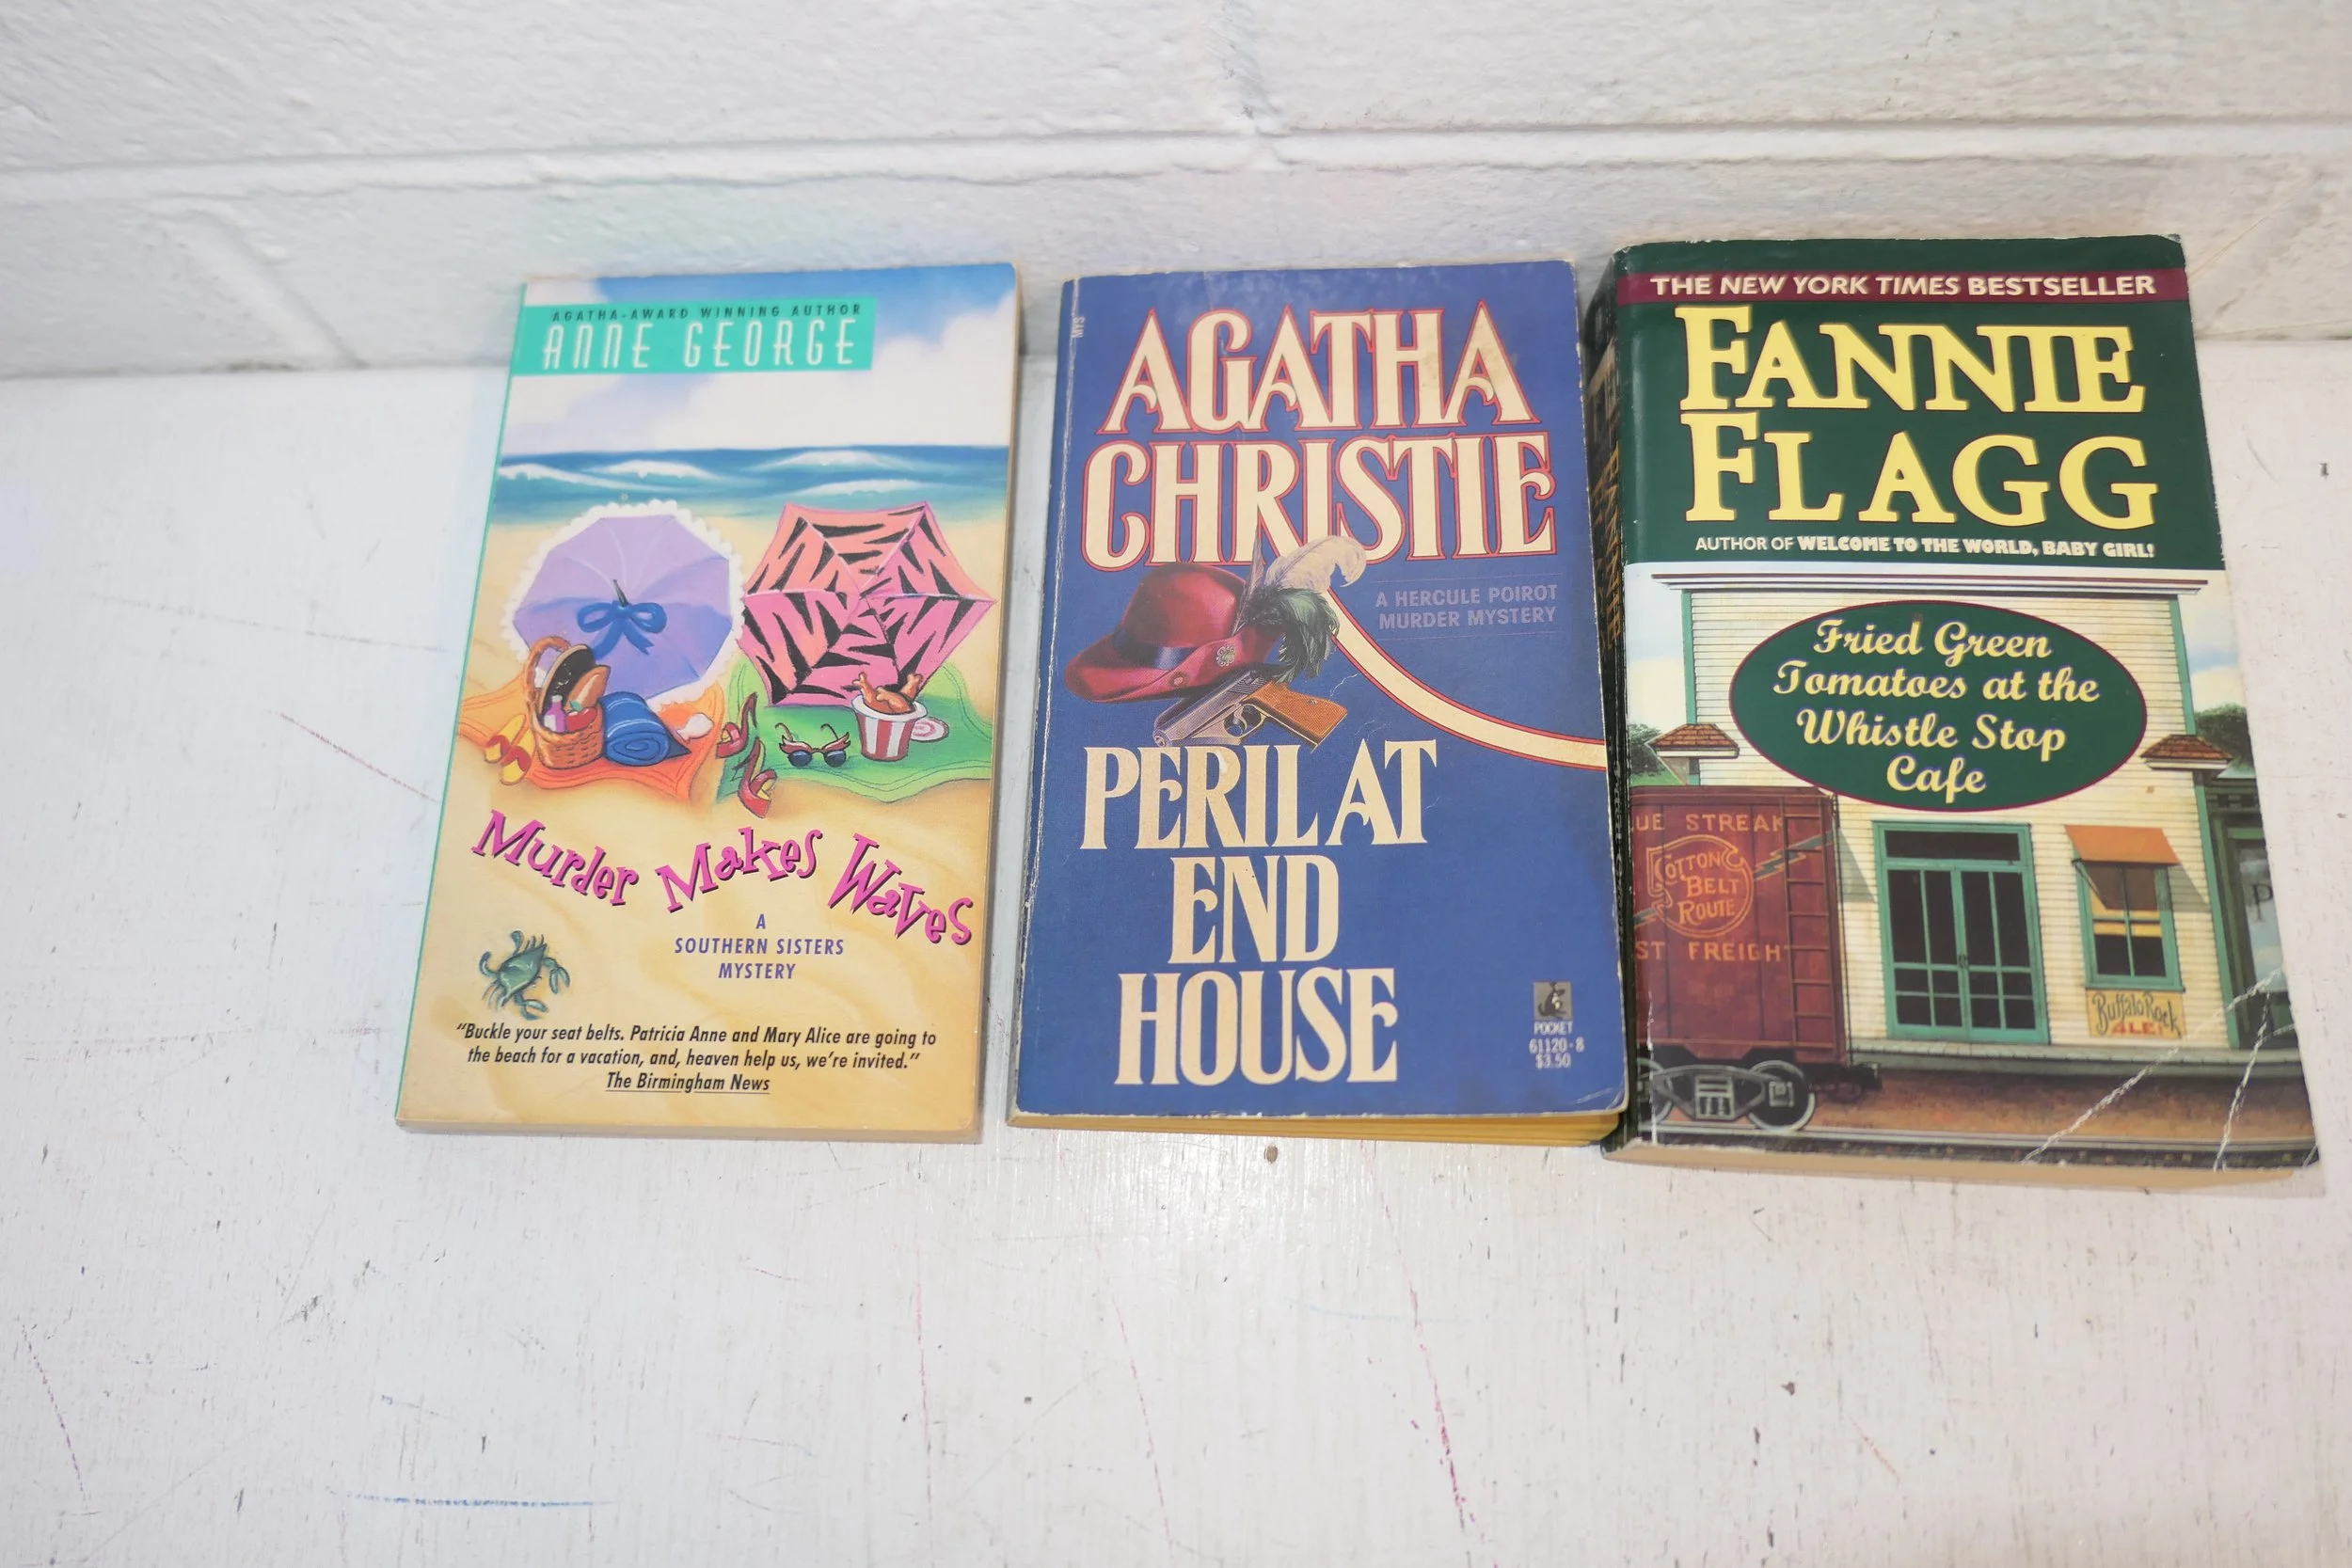 AGATHA-AWARD WINNING AUTHOR
ANNE GEORGE
Murder Makes Waves
A
SOUTHERN SISTERS
MYSTERY
"Buckle your seat belts. Patricia Anne and Mary Alice are going to
the beach for a vacation, and, heaven help us, we're invited."
The Birmingham News
MYS
AGATHA
CHRISTIE
A HERCULE POIROT
MURDER MYSTERY
PERIL AT
END
HOUSE
POCKET
61120-8
$3.50
THE NEW YORK TIMES BESTSELLER
FANNIE
FLAGG
AUTHOR OF WELCOME TO THE WORLD, BABY GIRL!
Fried Green
Tomatoes at the
Whistle Stop
Cafe
UE STREAK
COTTON
BELT
ROUTE
ST FREIGHT
Buffalo Rock
ALE
P